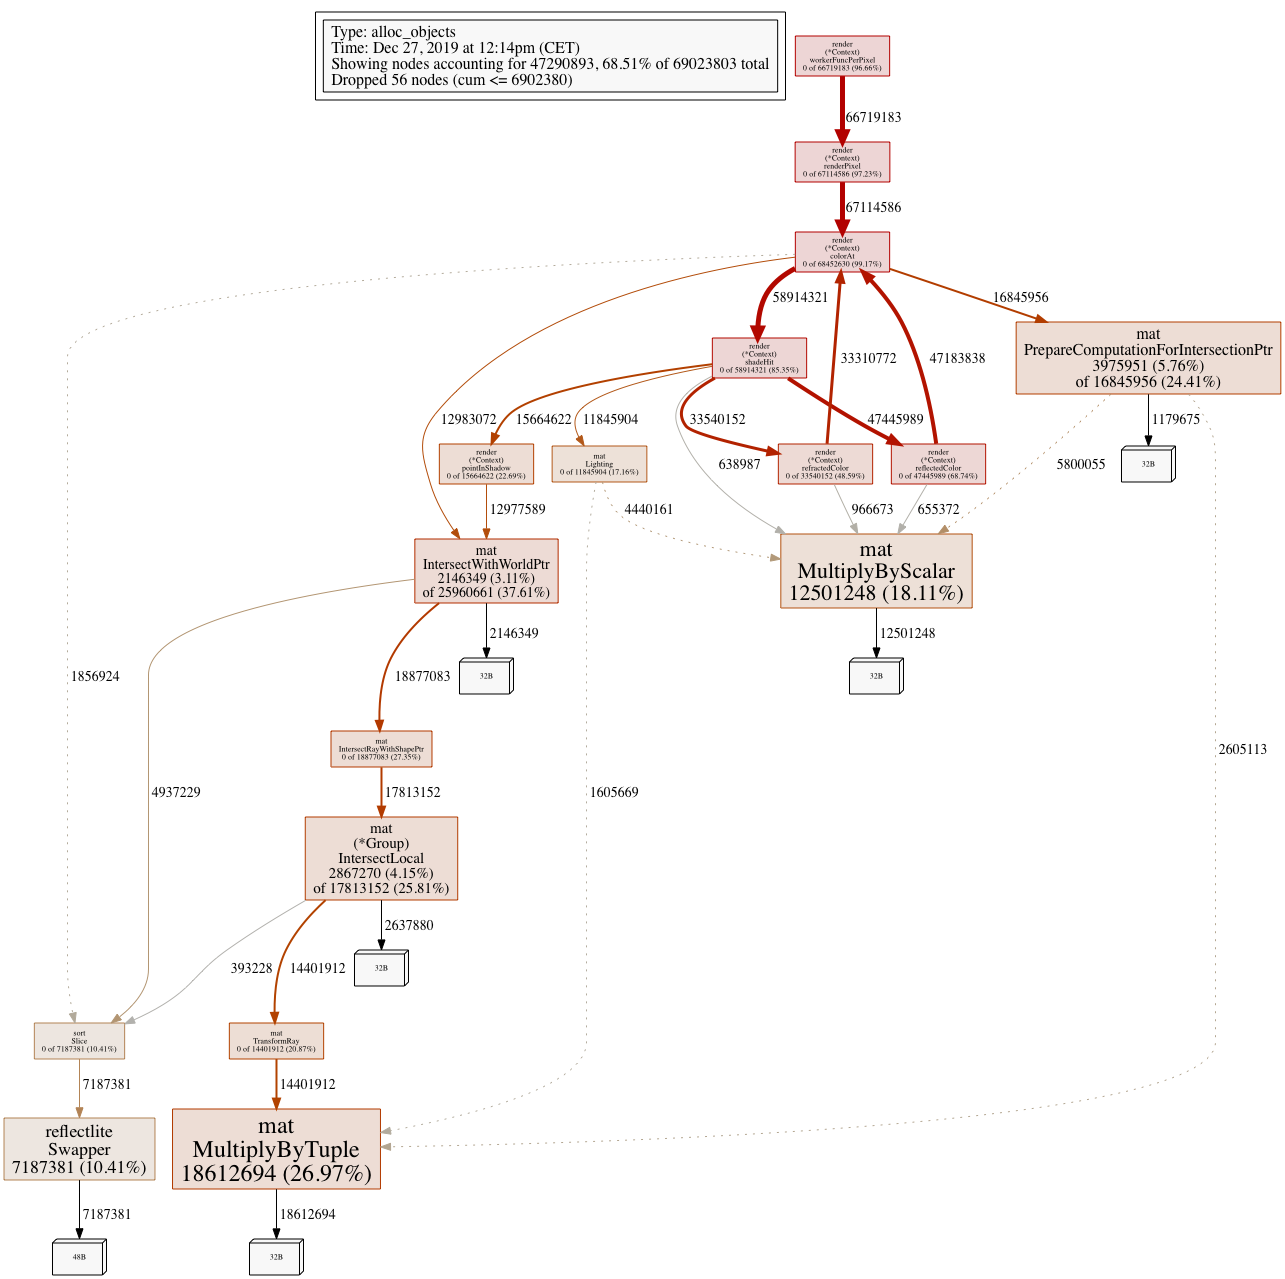 Type: alloc_objects
Time: Dec 27, 2019 at 12:14pm (CET)
Showing nodes accounting for 47290893, 68.51% of 69023803 total
Dropped 56 nodes (cum <= 6902380)
render
(*Context)
workerFuncPerPixel
0 of 66719183 (96.66%)
66719183
render
(*Context)
renderPixel
0 of 67114586 (97.23%)
67114586
render
(*Context)
colorAt
0 of 68452630 (99.17%)
58914321
16845956
render
(*Context)
shadeHit
0 of 58914321 (85.35%)
33310772
47183838
mat
PrepareComputationForIntersectionPtr
3975951 (5.76%)
of 16845956 (24.41%)
12983072
15664622
11845904
33540152
47445989
1179675
render
(*Context)
pointInShadow
0 of 15664622 (22.69%)
mat
Lighting
0 of 11845904 (17.16%)
638987
render
(*Context)
refractedColor
0 of 33540152 (48.59%)
render
(*Context)
reflectedColor
0 of 47445989 (68.74%)
5800055
32B
12977589
4440161
966673
655372
mat
IntersectWithWorldPtr
2146349 (3.11%)
of 25960661 (37.61%)
mat
MultiplyByScalar
12501248 (18.11%)
2146349
12501248
1856924
18877083
32B
32B
mat
IntersectRayWithShapePtr
0 of 18877083 (27.35%)
2605113
4937229
17813152
1605669
mat
(*Group)
IntersectLocal
2867270 (4.15%)
of 17813152 (25.81%)
2637880
393228
14401912
32B
sort
Slice
0 of 7187381 (10.41%)
mat
TransformRay
0 of 14401912 (20.87%)
7187381
14401912
reflectlite
Swapper
7187381 (10.41%)
mat
MultiplyByTuple
18612694 (26.97%)
7187381
18612694
48B
32B